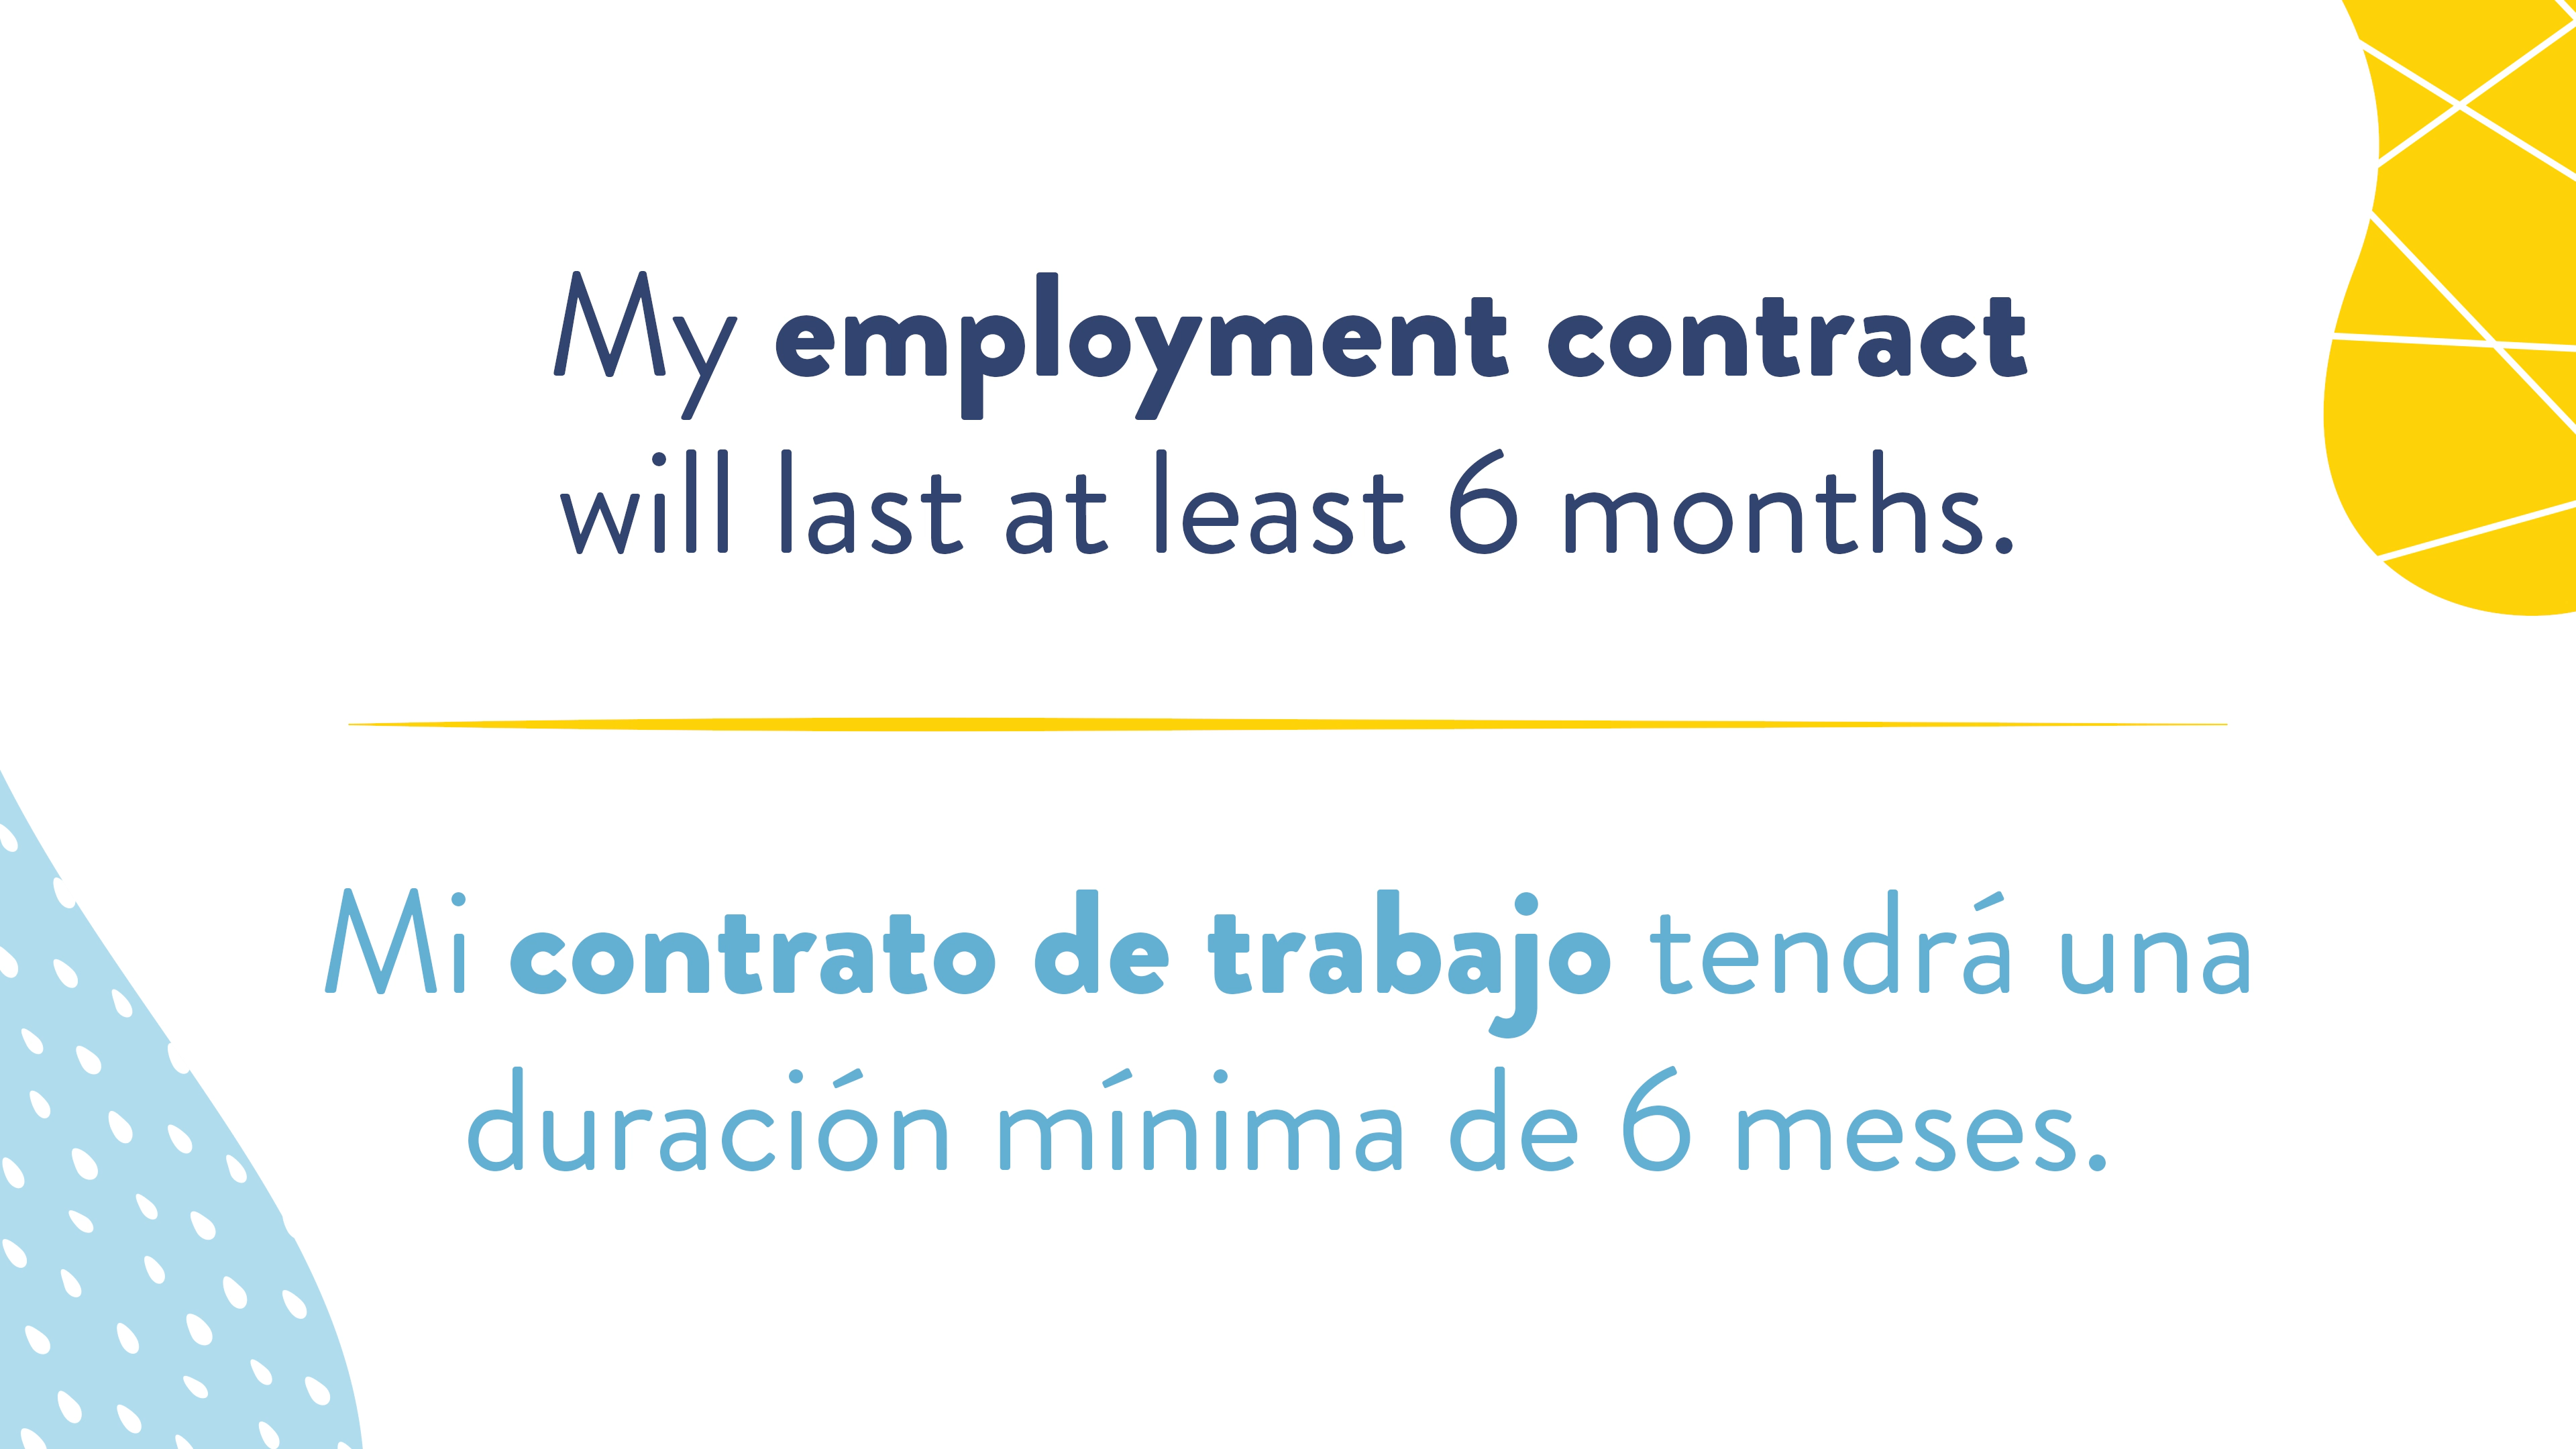 My employment contract
will last at least 6 months.
Mi contrato de trabajo tendrá una
duración mínima de 6 meses.